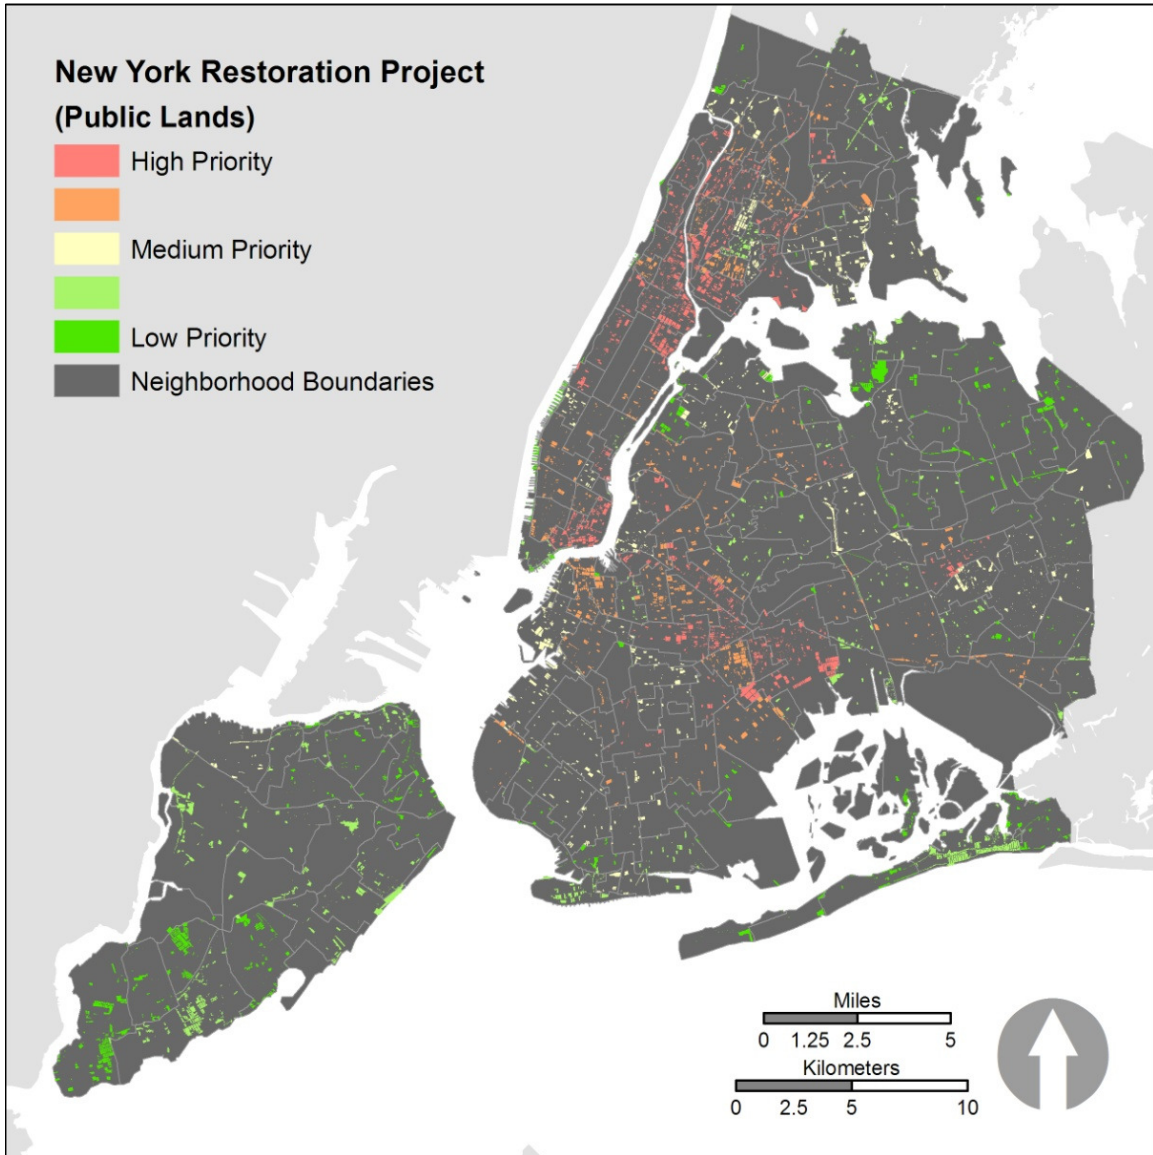 New York Restoration Project
(Public Lands)
High Priority
Medium Priority
Low Priority
Neighborhood Boundaries
Miles
0 1.25 2.5 5
Kilometers
0 2.5 5 10